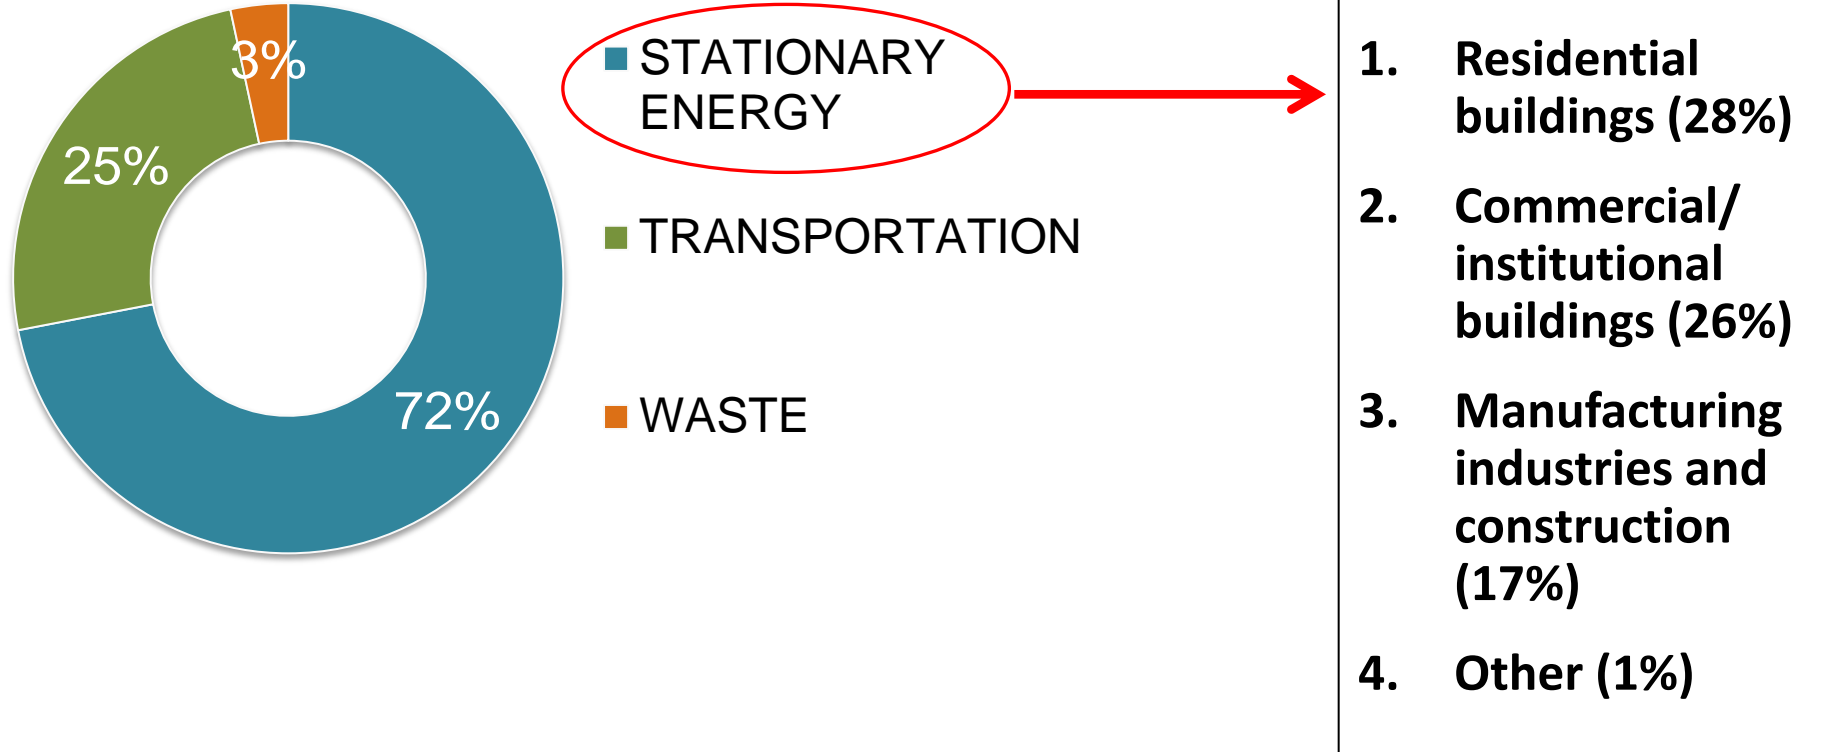 3%
25%
72%
STATIONARY
ENERGY
TRANSPORTATION
WASTE
1. Residential
buildings (28%)
2. Commercial/
institutional
buildings (26%)
3. Manufacturing
industries and
construction
(17%)
4. Other (1%)